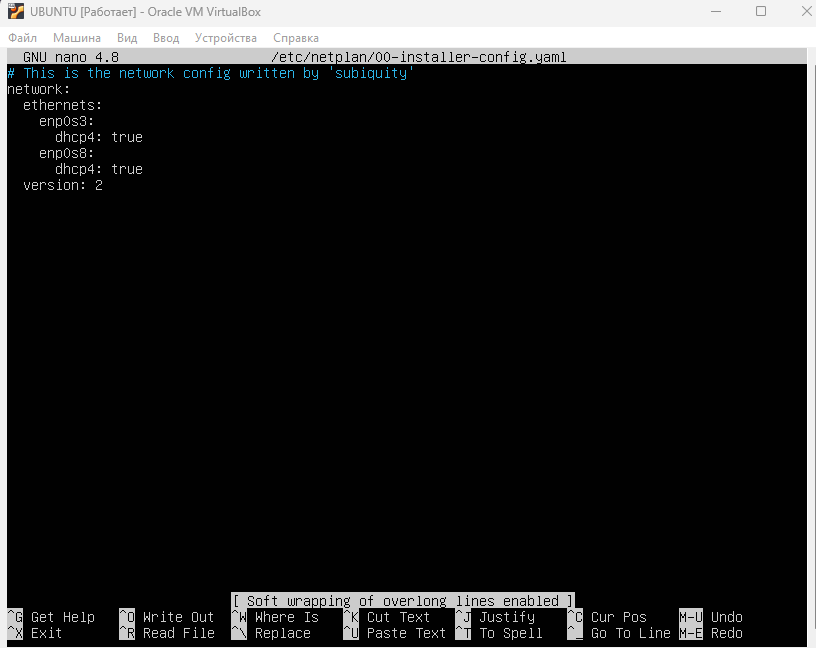 UBUNTU [Работает] - Oracle VM VirtualBox
Файл Машина Вид Ввод Устройства Справка
GNU nano 4.8 /etc/netplan/00-installer-config.yaml
# This is the network config written by 'subiquity'
network:
  ethernets:
    enp0s3:
      dhcp4: true
    enp0s8:
      dhcp4: true
  version: 2
[ Soft wrapping of overlong lines enabled ]
^G Get Help ^O Write Out ^W Where Is ^K Cut Text ^J Justify ^C Cur Pos M-U Undo
^X Exit ^R Read File ^\ Replace ^U Paste Text ^T To Spell ^_ Go To Line M-E Redo